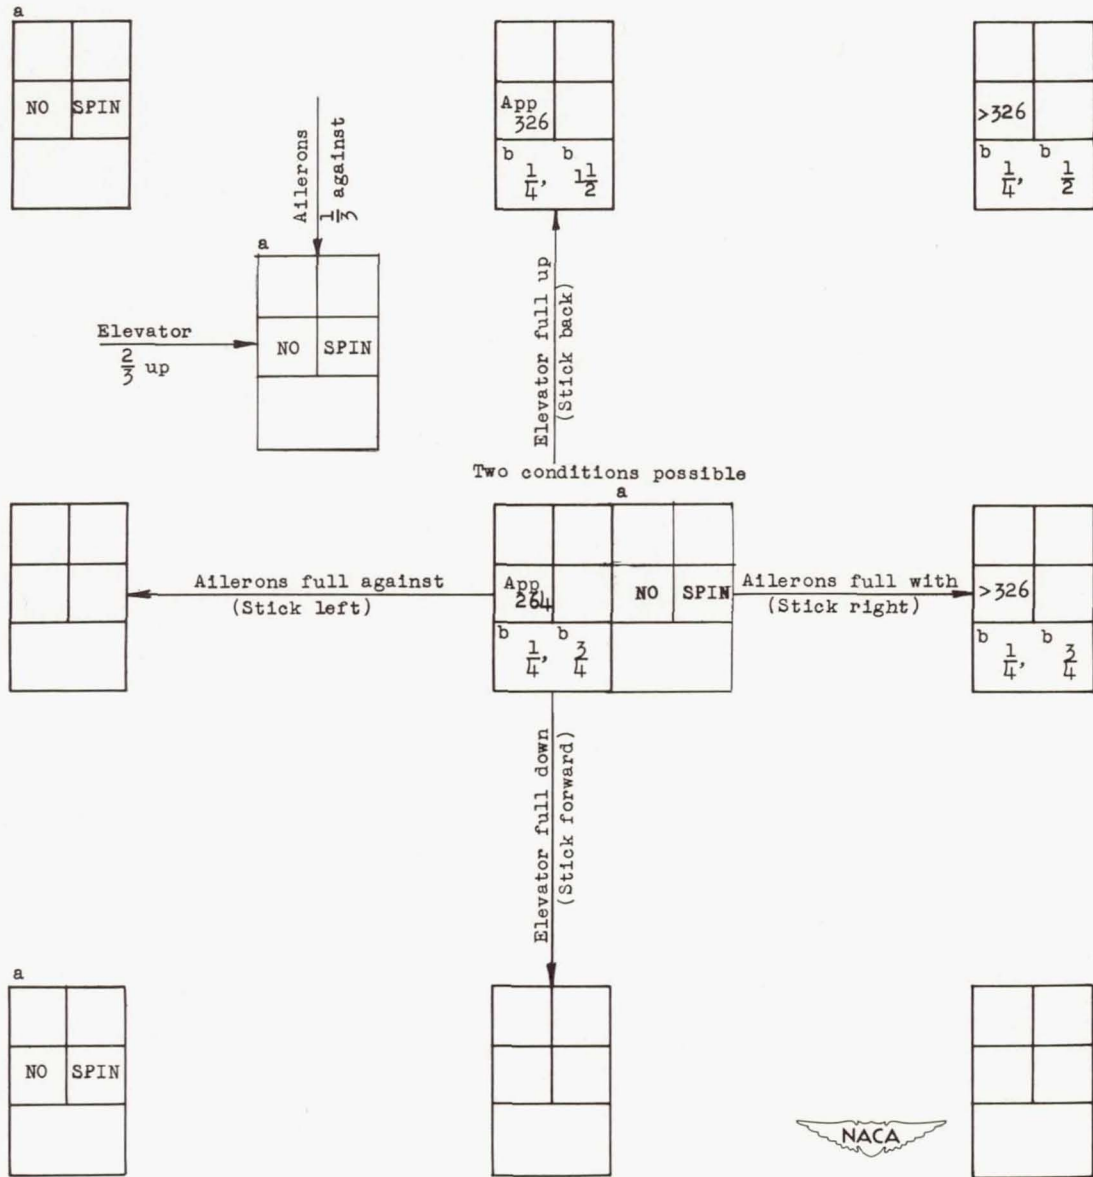 a
NO SPIN
App
326
b 1/4, b 1 1/2
>326
b 1/4, b 1/2
Ailerons
1/3 against
a
NO SPIN
Elevator
2/3 up
Elevator full up
(Stick back)
Two conditions possible
a
App
264
b 1/4, b 3/4
NO SPIN
Ailerons full against
(Stick left)
Ailerons full with
(Stick right)
>326
b 1/4, b 3/4
Elevator full down
(Stick forward)
a
NO SPIN
NACA